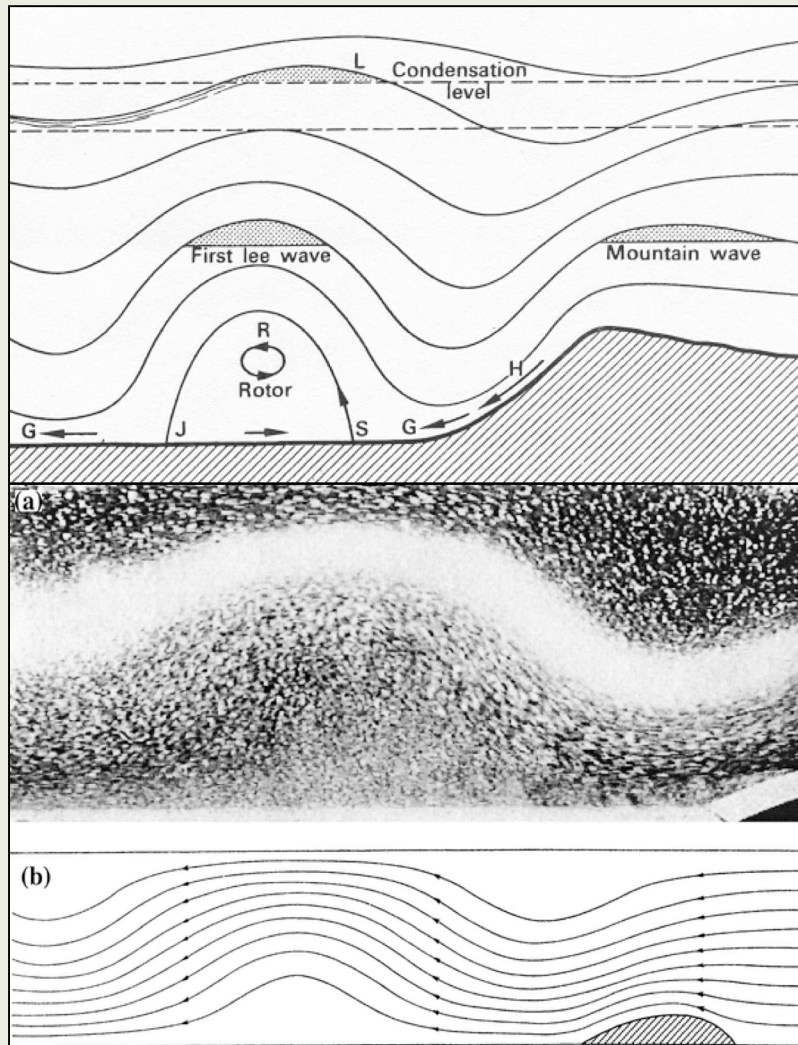 L
Condensation
level
First lee wave
Mountain wave
R
Rotor
H
G
J
S
G
(a)
(b)